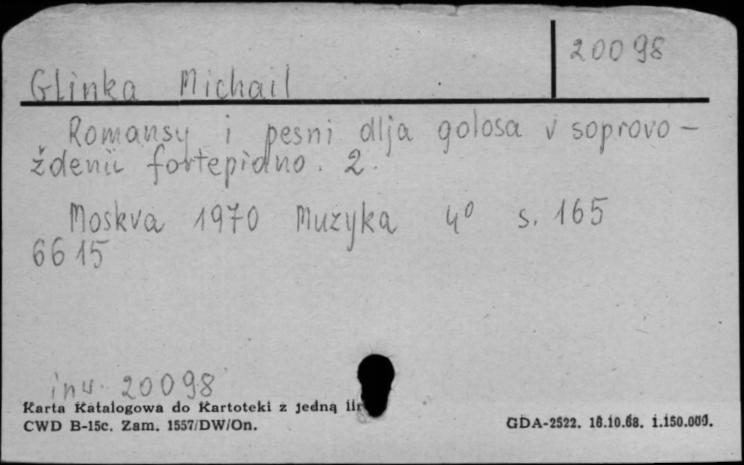 20098
Glinka Michail
Romansy i pesni dlja golosa v soprovo-
ždenii fortepiano. 2.
Moskva 1970 Muzyka 4⁰ s. 165
6615
inw. 20098
Karta Katalogowa do Kartoteki z jedną
CWD B-15c. Zam. 1557/DW/On.
GDA-2522. 18.10.68. 1.150.000.